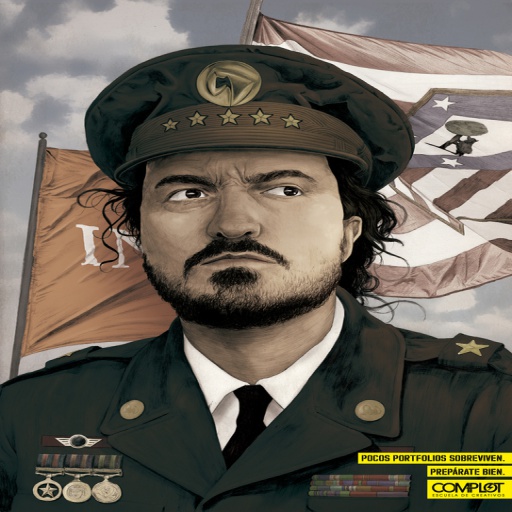 POCOS PORTFOLIOS SOBREVIVEN.
PREPÁRATE BIEN.
COMPLOT
ESCUELA DE CREATIVOS